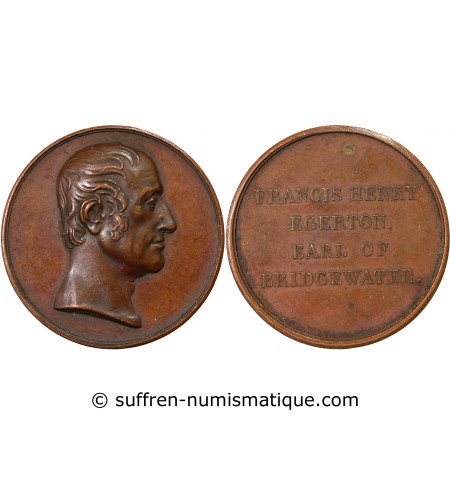 FRANCIS HENRY
EGERTON,
EARL OF
BRIDGEWATER.
© suffren-numismatique.com